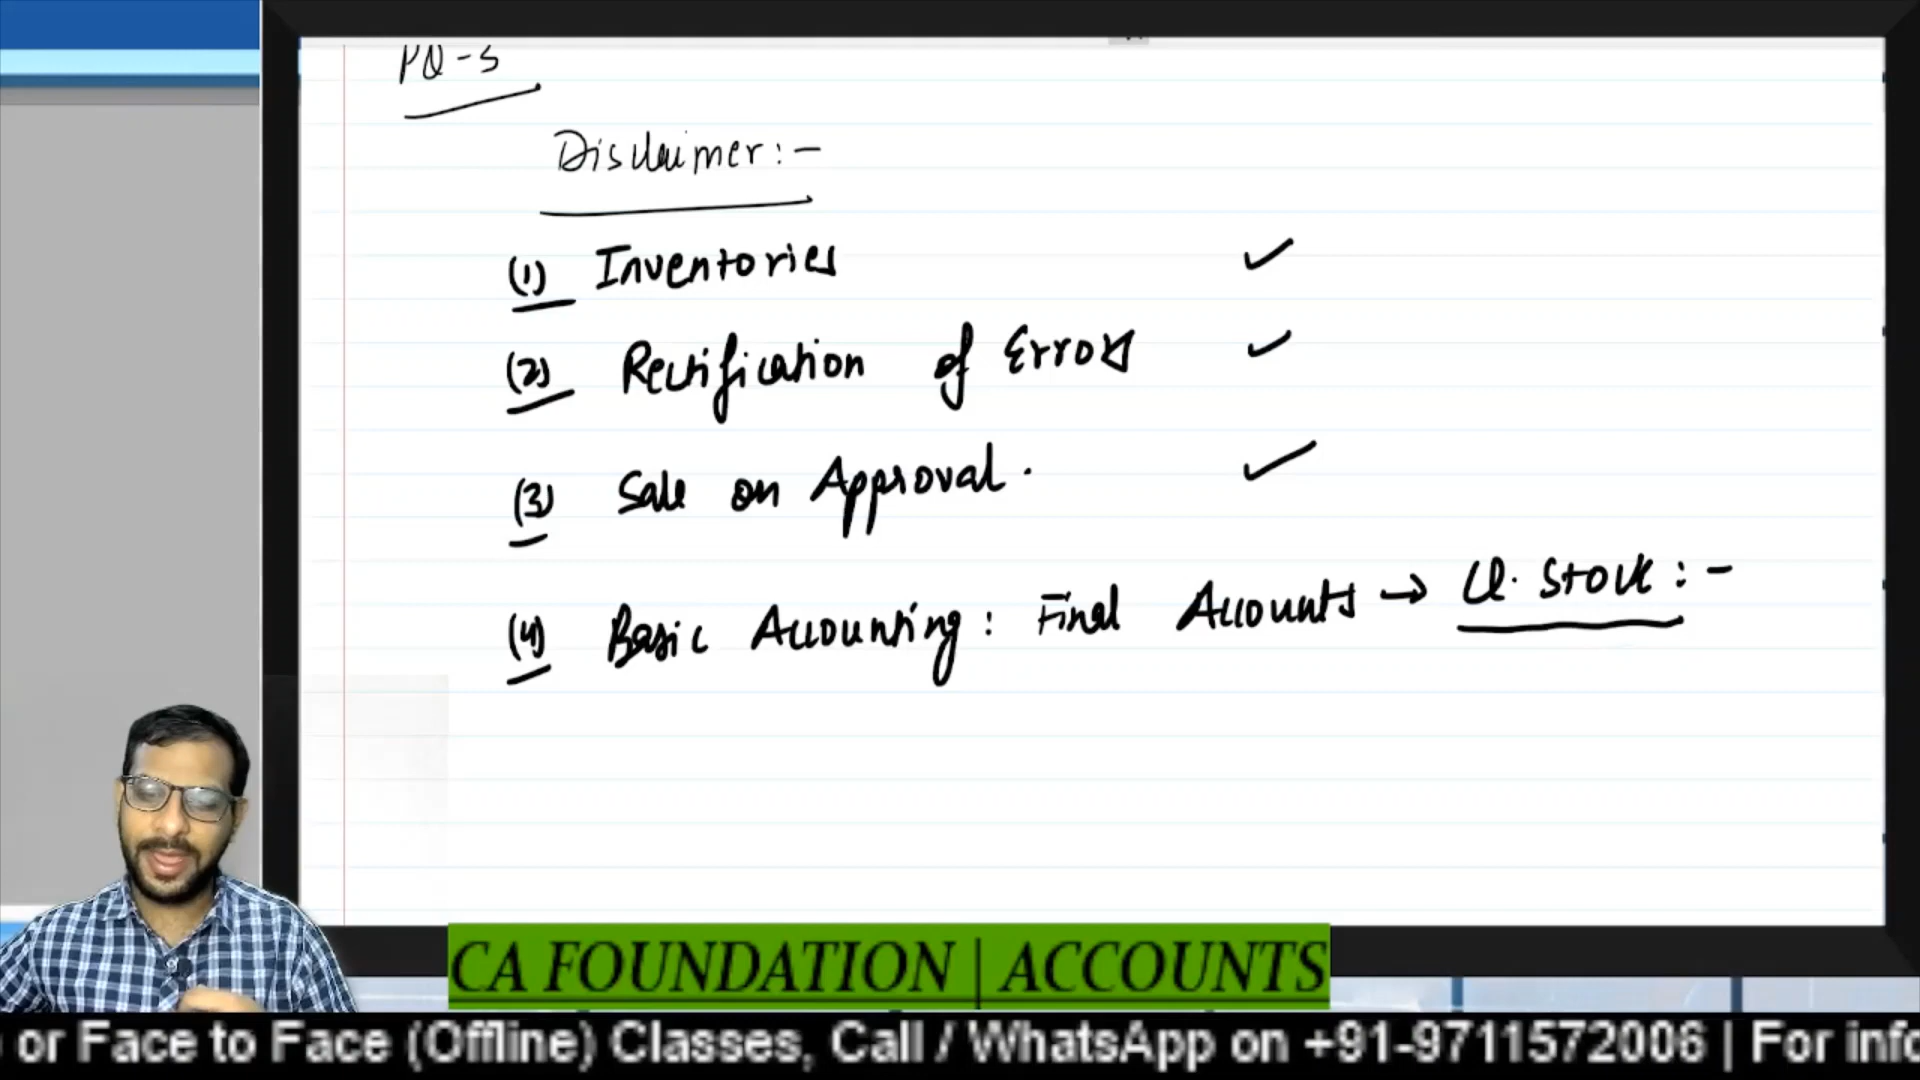 PQ-5
Disclaimer:-
(1) Inventories ✓
(2) Rectification of Errors ✓
(3) Sale on Approval. ✓
(4) Basic Accounting: Final Accounts → Cl. Stock:-
CA FOUNDATION | ACCOUNTS
or Face to Face (Offline) Classes, Call / WhatsApp on +91-9711572006 | For info